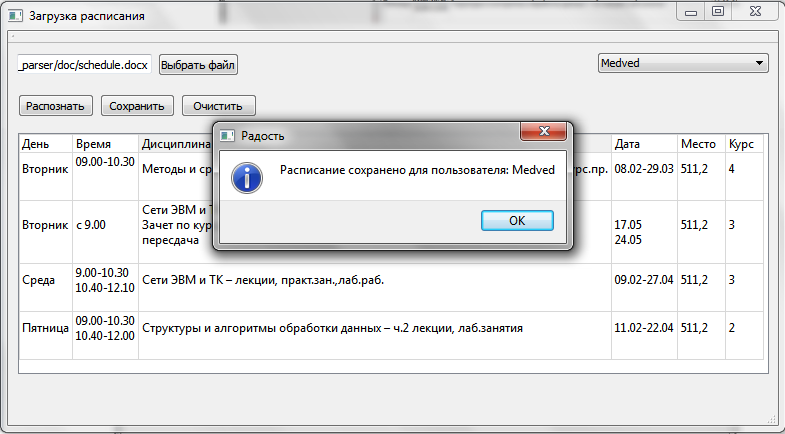 Загрузка расписания
_parser/doc/schedule.docx Выбрать файл Medved
Распознать Сохранить Очистить
Радость
Расписание сохранено для пользователя: Medved
OK
День Время Дисциплина Дата Место Курс
Вторник 09.00-10.30 Методы и ср рс.пр. 08.02-29.03 511,2 4
Сети ЭВМ и Т
Вторник с 9.00 Зачет по кур 17.05 511,2 3
пересдача 24.05
Среда 9.00-10.30 Сети ЭВМ и ТК – лекции, практ.зан.,лаб.раб. 09.02-27.04 511,2 3
10.40-12.10
Пятница 09.00-10.30 Структуры и алгоритмы обработки данных – ч.2 лекции, лаб.занятия 11.02-22.04 511,2 2
10.40-12.00